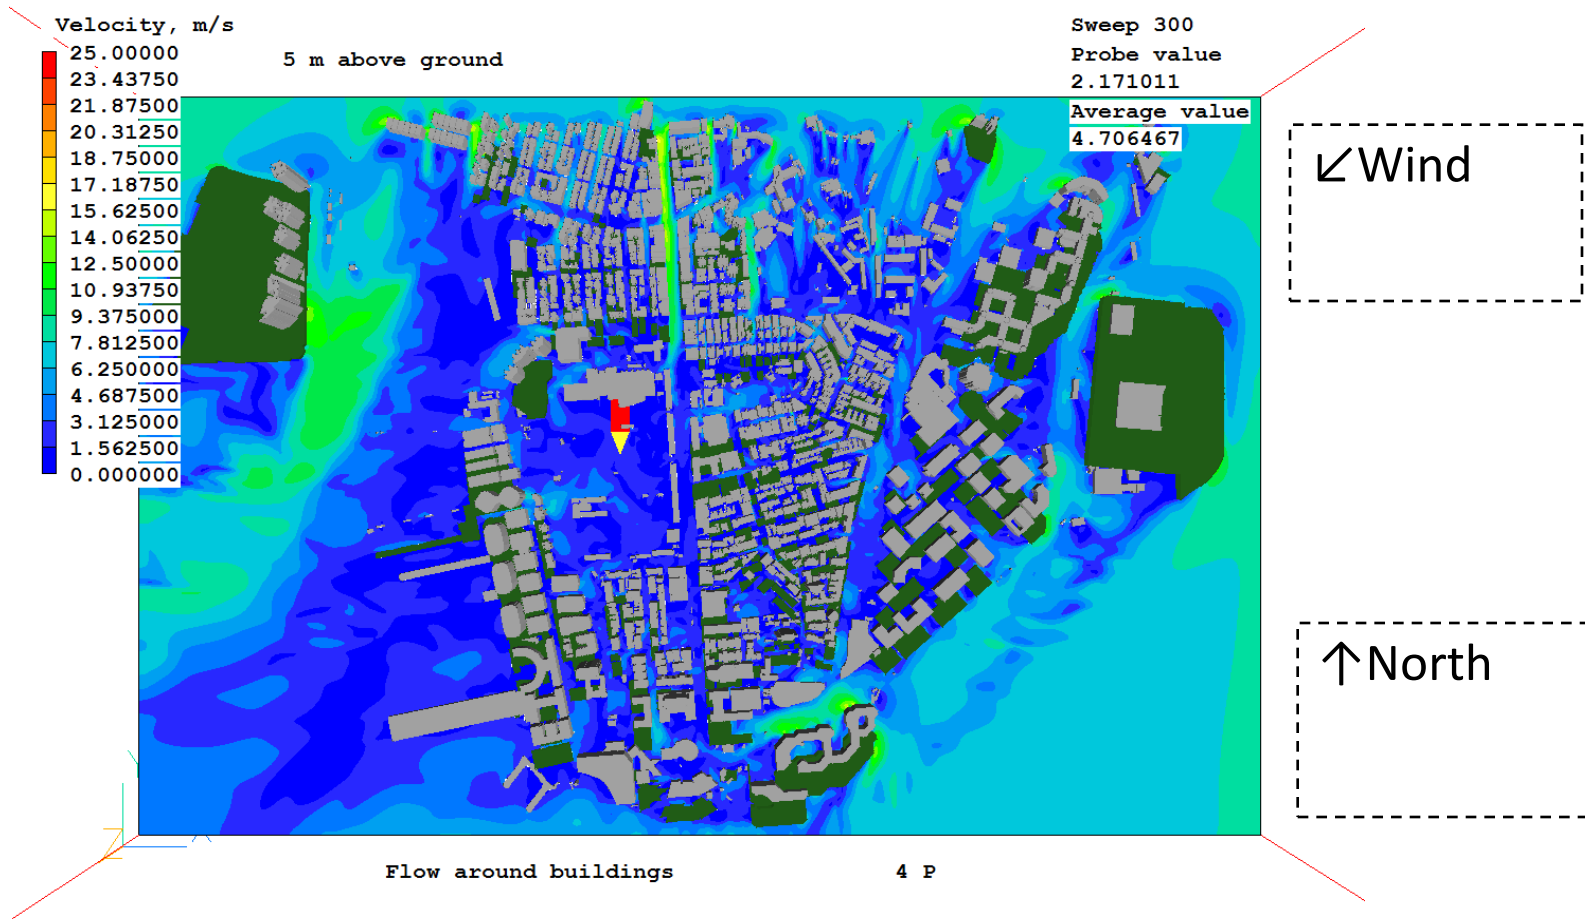 Velocity, m/s
25.00000
23.43750
21.87500
20.31250
18.75000
17.18750
15.62500
14.06250
12.50000
10.93750
9.375000
7.812500
6.250000
4.687500
3.125000
1.562500
0.000000
5 m above ground
Sweep 300
Probe value
2.171011
Average value
4.706467
↙Wind
↑North
Flow around buildings 4 P